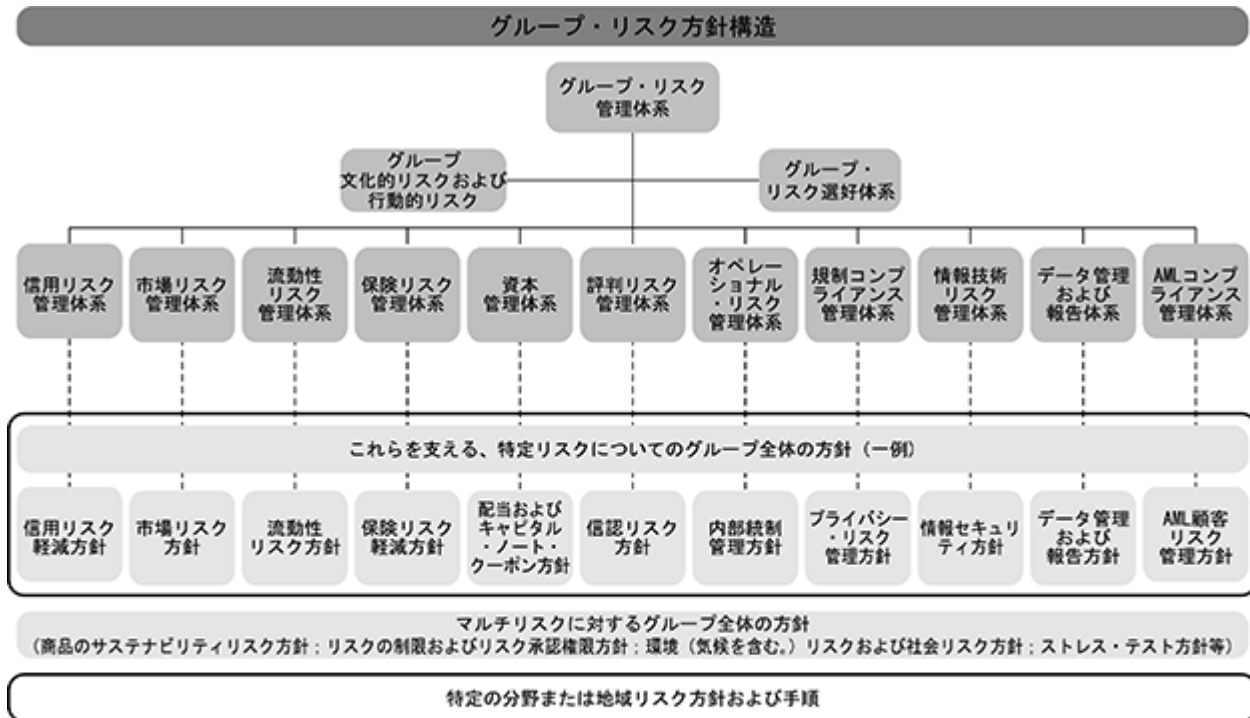 グループ・リスク方針構造
グループ・リスク
管理体系
グループ
文化的リスクおよび
行動的リスク
グループ・
リスク選好体系
信用リスク
管理体系
市場リスク
管理体系
流動性
リスク
管理体系
保険リスク
管理体系
資本
管理体系
評判リスク
管理体系
オペレー
ショナル
・リスク
管理体系
規制コンプ
ライアンス
管理体系
情報技術
リスク
管理体系
データ管理
および
報告体系
AMLコンプ
ライアンス
管理体系
これらを支える、特定リスクについてのグループ全体の方針（一例）
信用リスク
軽減方針
市場リスク
方針
流動性
リスク方針
保険リスク
軽減方針
配当および
キャピタル
・ノート・
クーポン方針
信認リスク
方針
内部統制
管理方針
プライバシー
・リスク
管理方針
情報セキュリ
ティ方針
データ管理
および
報告方針
AML顧客
リスク
管理方針
マルチリスクに対するグループ全体の方針
（商品のサステナビリティリスク方針；リスクの制限およびリスク承認権限方針；環境（気候を含む。）リスクおよび社会リスク方針；ストレス・テスト方針等）
特定の分野または地域リスク方針および手順